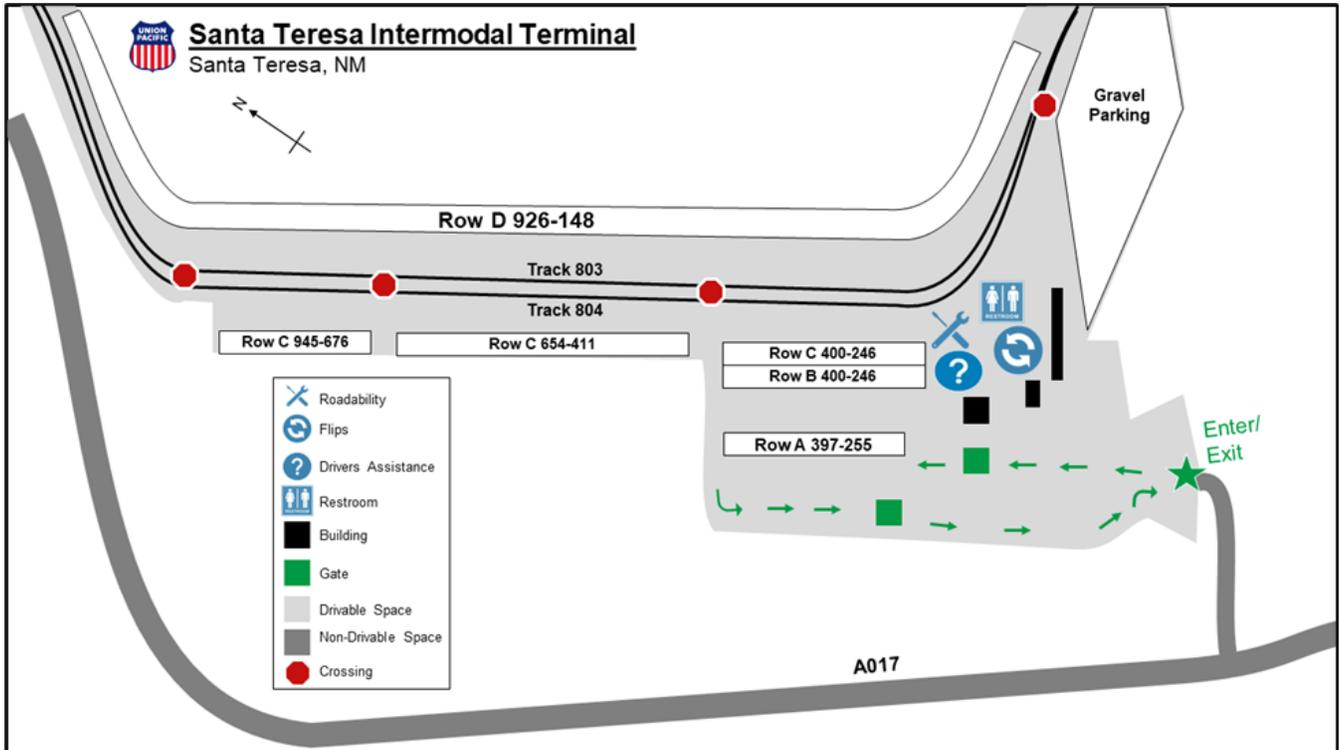 UNION
PACIFIC
Santa Teresa Intermodal Terminal
Santa Teresa, NM
N
Gravel
Parking
Row D 926-148
Track 803
Track 804
Row C 945-676
Row C 654-411
Row C 400-246
Row B 400-246
Row A 397-255
RESTROOM
?
Enter/
Exit
Roadability
Flips
? Drivers Assistance
RESTROOM Restroom
Building
Gate
Drivable Space
Non-Drivable Space
Crossing
A017